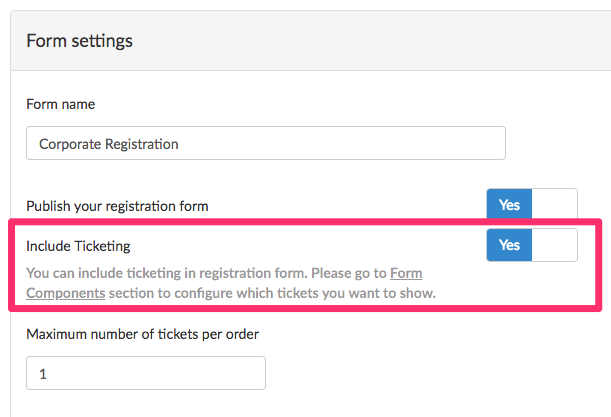 Form settings
Form name
Corporate Registration
Publish your registration form Yes
Include Ticketing Yes
You can include ticketing in registration form. Please go to Form
Components section to configure which tickets you want to show.
Maximum number of tickets per order
1